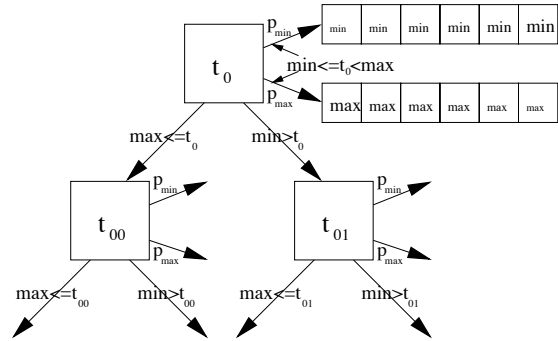 p_min min min min min min min
t_0 min<=t_0<max
p_max max max max max max max
max<=t_0 min>t_0
p_min p_min
t_00 t_01
p_max p_max
max<=t_00 min>t_00 max<=t_01 min>t_01